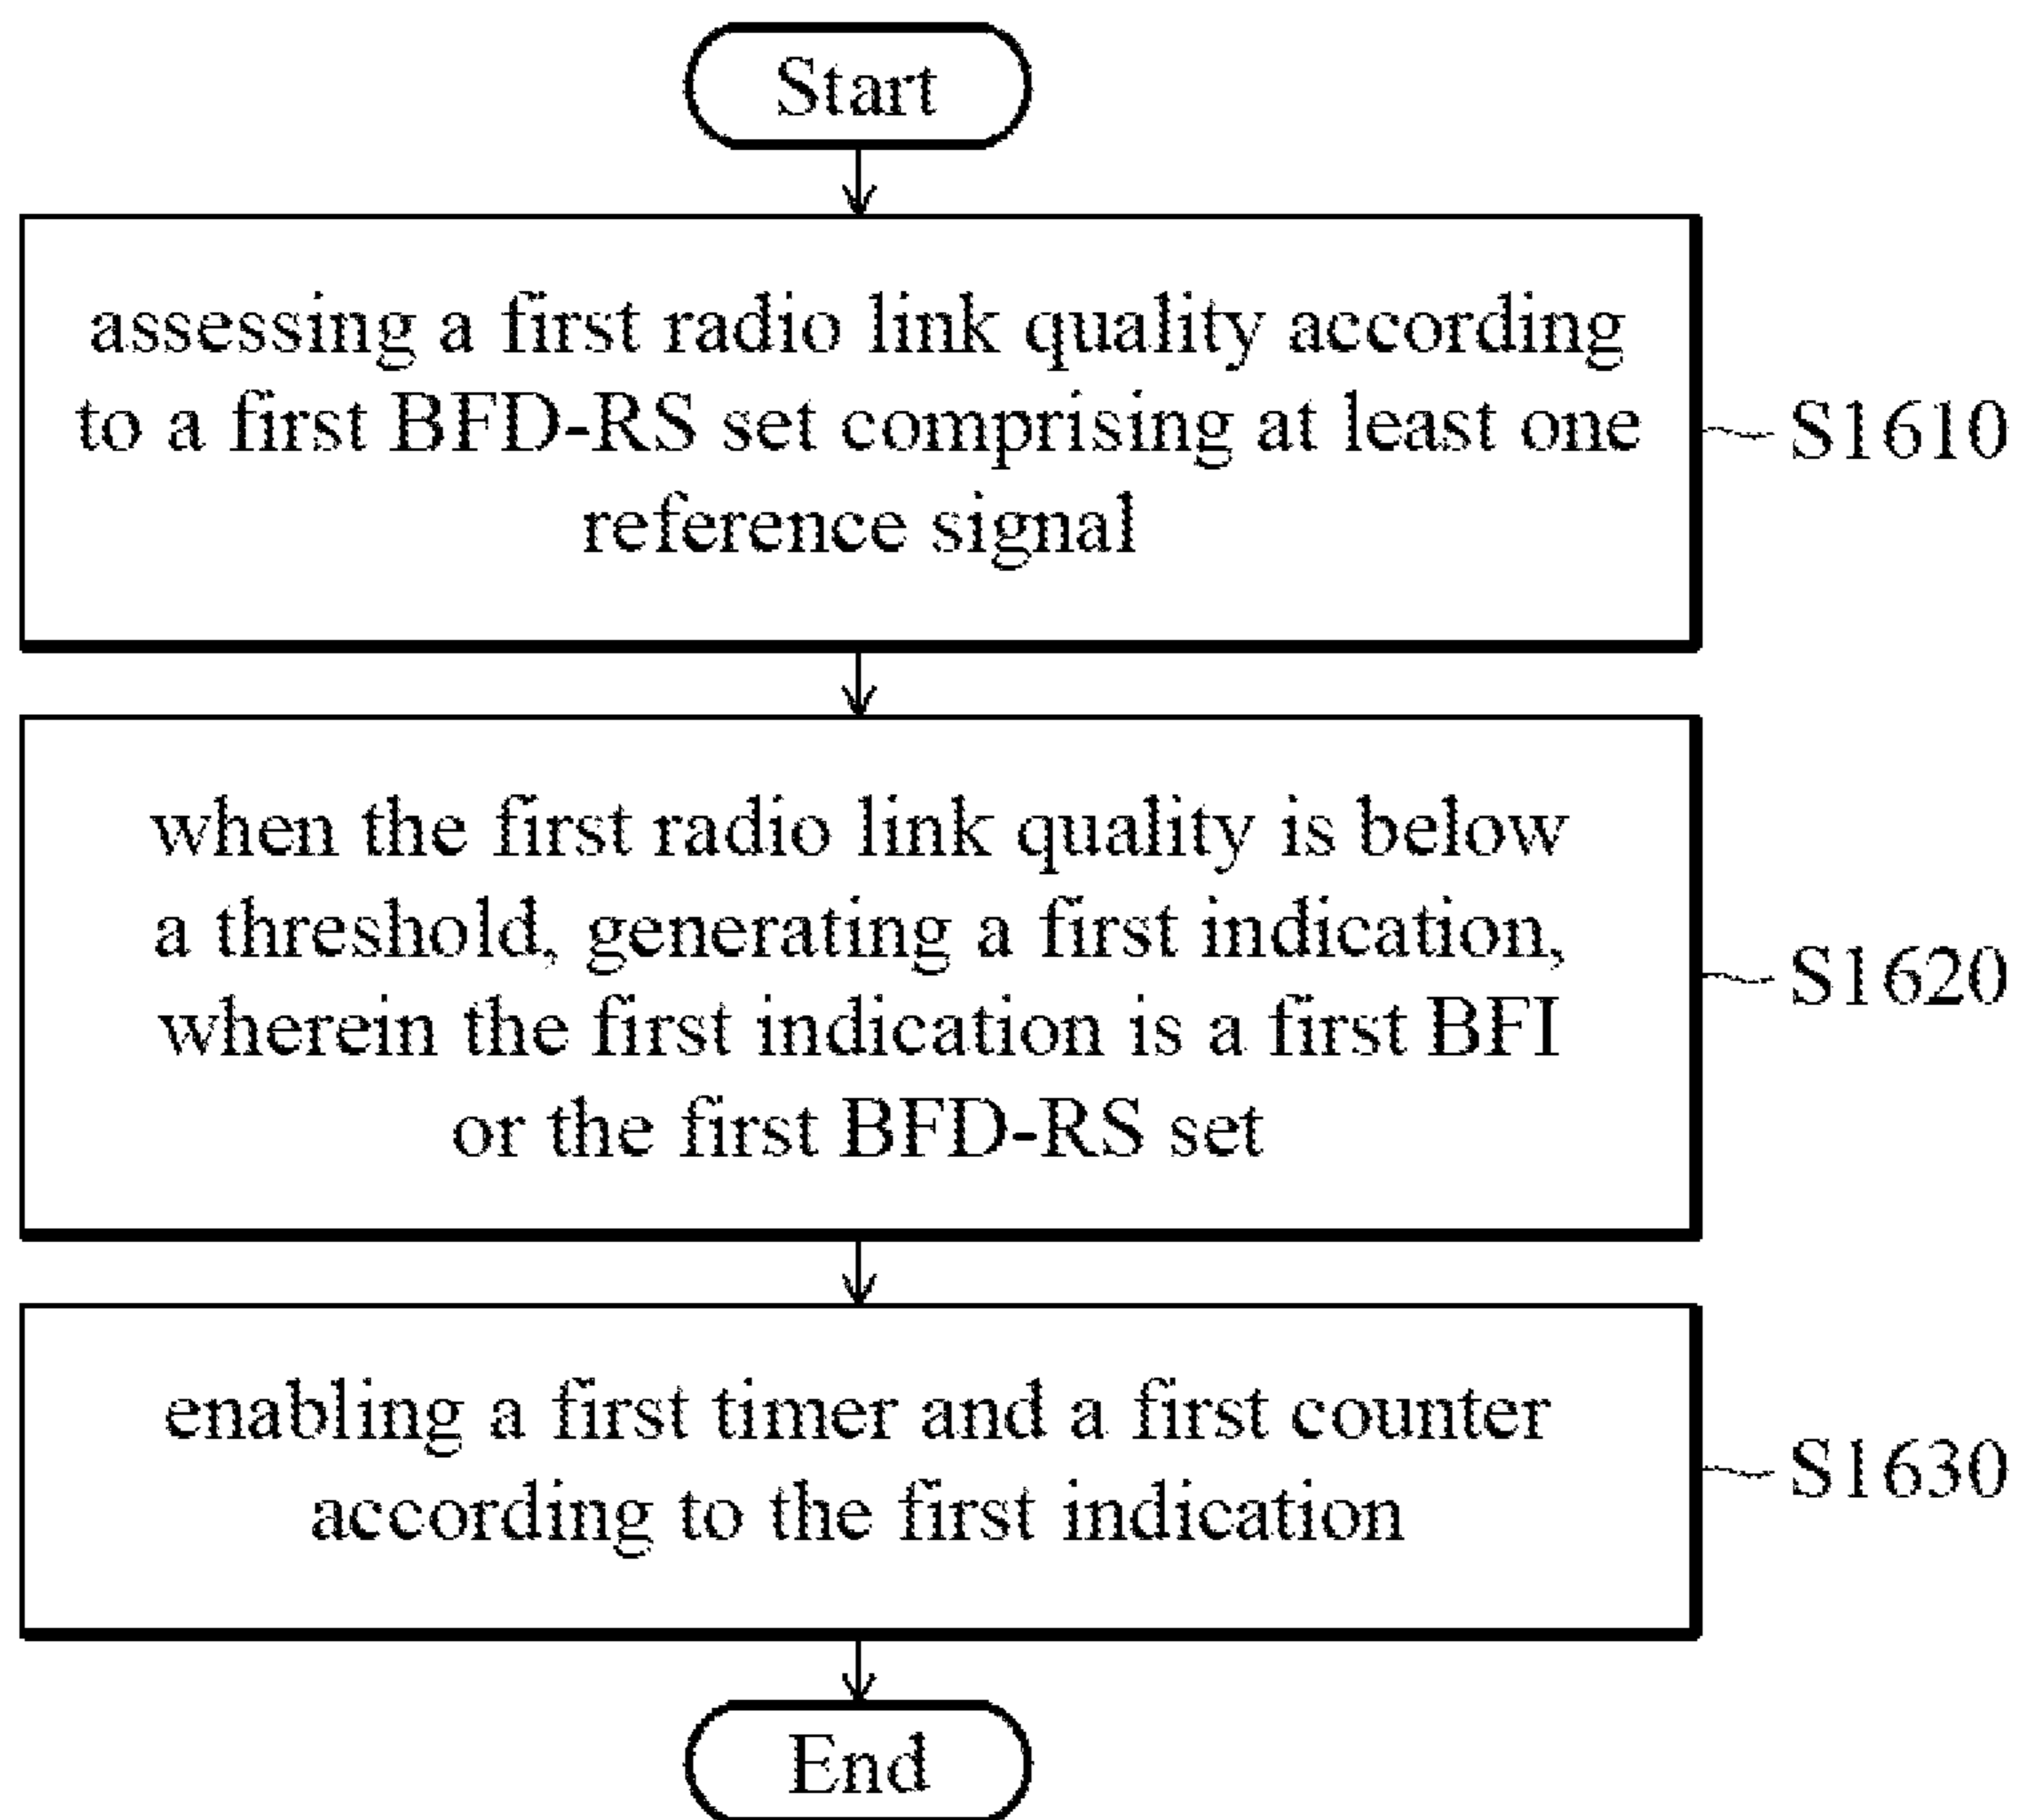 Start
assessing a first radio link quality according
to a first BFD-RS set comprising at least one
reference signal
S1610
when the first radio link quality is below
a threshold, generating a first indication,
wherein the first indication is a first BFI
or the first BFD-RS set
S1620
enabling a first timer and a first counter
according to the first indication
S1630
End